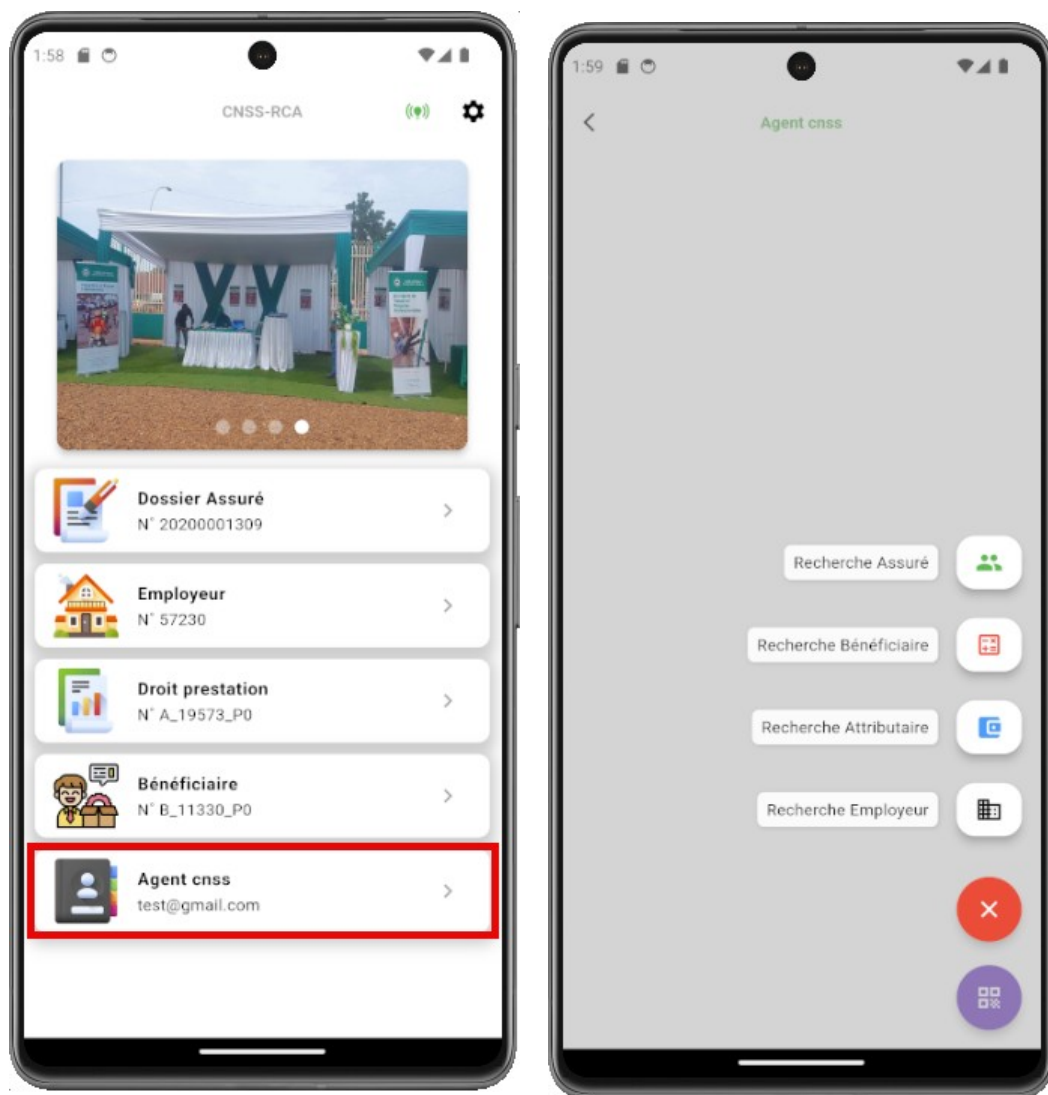 1:58
CNSS-RCA
Dossier Assuré
N° 20200001309
Employeur
N° 57230
Droit prestation
N° A_19573_P0
Bénéficiaire
N° B_11330_P0
Agent cnss
test@gmail.com
1:59
Agent cnss
Recherche Assuré
Recherche Bénéficiaire
Recherche Attributaire
Recherche Employeur